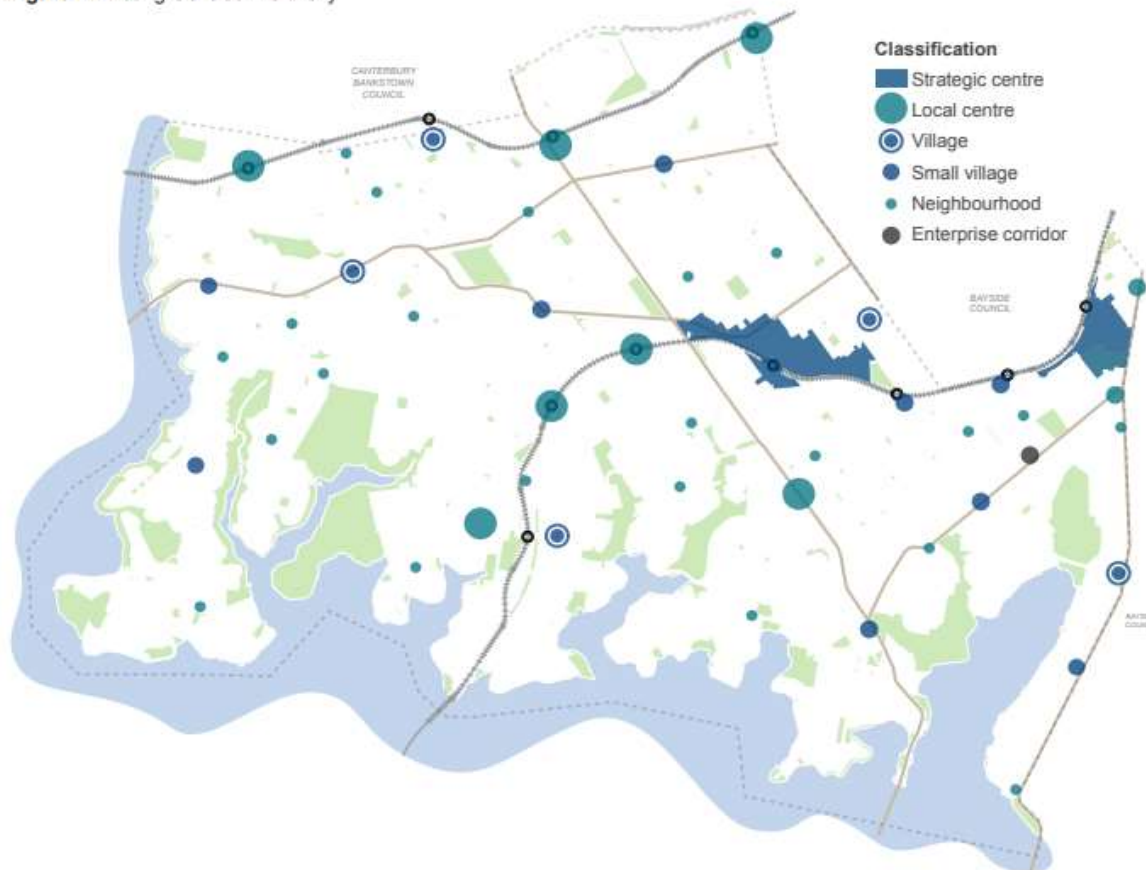 CANTERBURY
BANKSTOWN
COUNCIL
Classification
Strategic centre
Local centre
Village
Small village
Neighbourhood
Enterprise corridor
BAYSIDE
COUNCIL